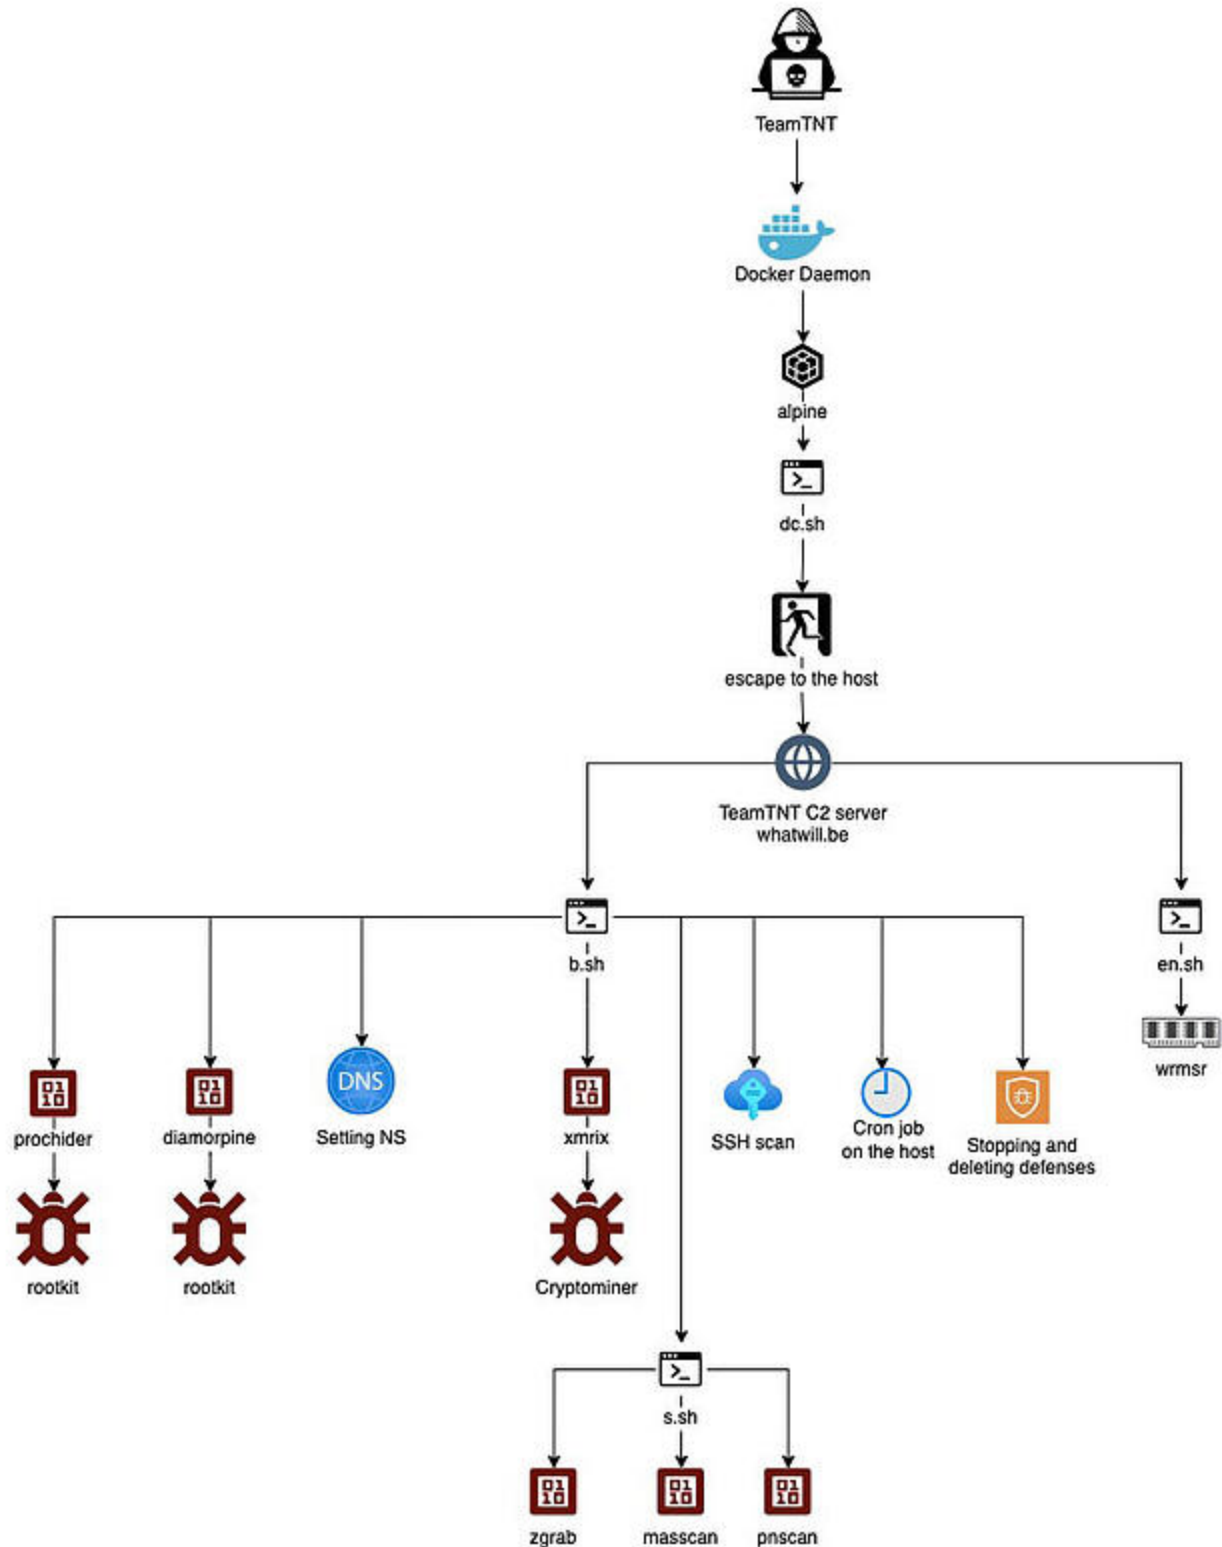 TeamTNT
Docker Daemon
alpine
dc.sh
escape to the host
TeamTNT C2 server
whatwill.be
b.sh
en.sh
wrmsr
DNS
prochider
diamorpine
Setting NS
xmrix
SSH scan
Cron job
on the host
Stopping and
deleting defenses
rootkit
rootkit
Cryptominer
s.sh
zgrab
masscan
pnscan